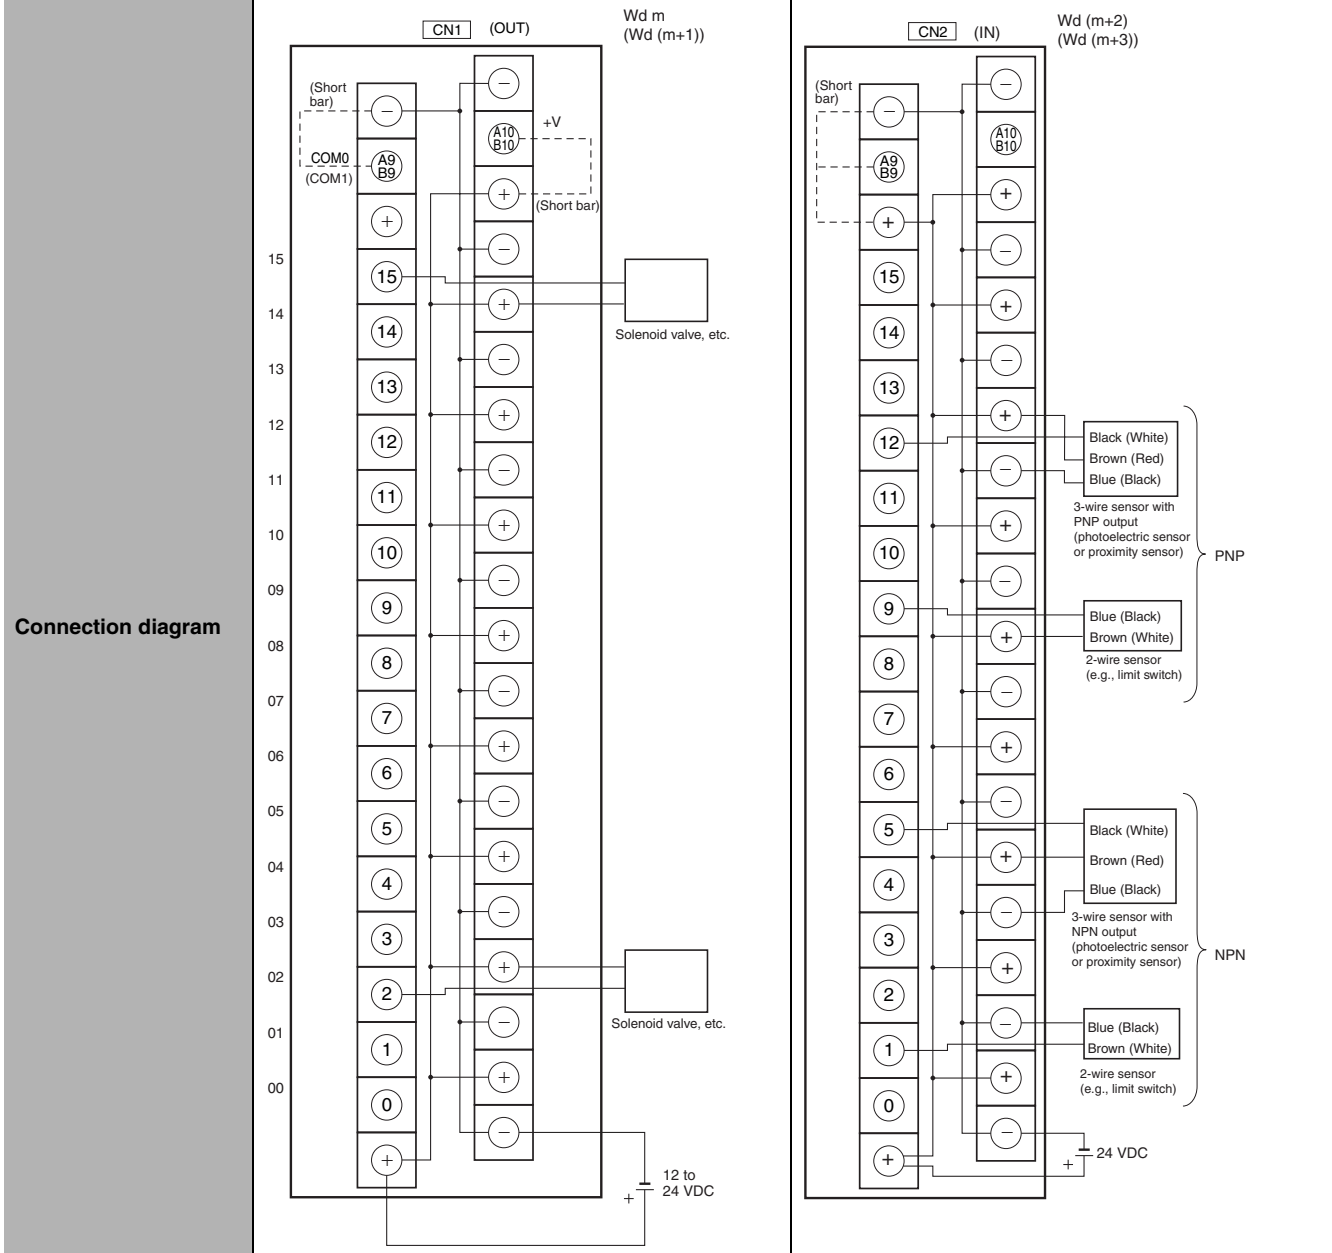 Connection diagram
CN1 (OUT)
Wd m
(Wd (m+1))
(Short
bar)
−
−
A10
B10
+V
COM0
(COM1)
A9
B9
+
(Short bar)
+
−
15
15
+
Solenoid valve, etc.
14
14
−
13
13
+
12
12
−
11
11
+
10
10
−
09
9
+
08
8
−
07
7
+
06
6
−
05
5
+
04
4
−
03
3
+
02
2
Solenoid valve, etc.
−
01
1
+
00
0
−
+
12 to
24 VDC
+
CN2 (IN)
Wd (m+2)
(Wd (m+3))
(Short
bar)
−
−
A10
B10
A9
B9
+
+
−
15
+
14
−
13
+
12
Black (White)
Brown (Red)
Blue (Black)
−
3-wire sensor with
PNP output
(photoelectric sensor
or proximity sensor)
PNP
11
+
10
−
9
Blue (Black)
Brown (White)
+
2-wire sensor
(e.g., limit switch)
8
−
7
+
6
−
5
Black (White)
Brown (Red)
Blue (Black)
+
4
−
3-wire sensor with
NPN output
(photoelectric sensor
or proximity sensor)
NPN
3
+
2
−
Blue (Black)
Brown (White)
1
2-wire sensor
(e.g., limit switch)
+
0
−
+
24 VDC
+